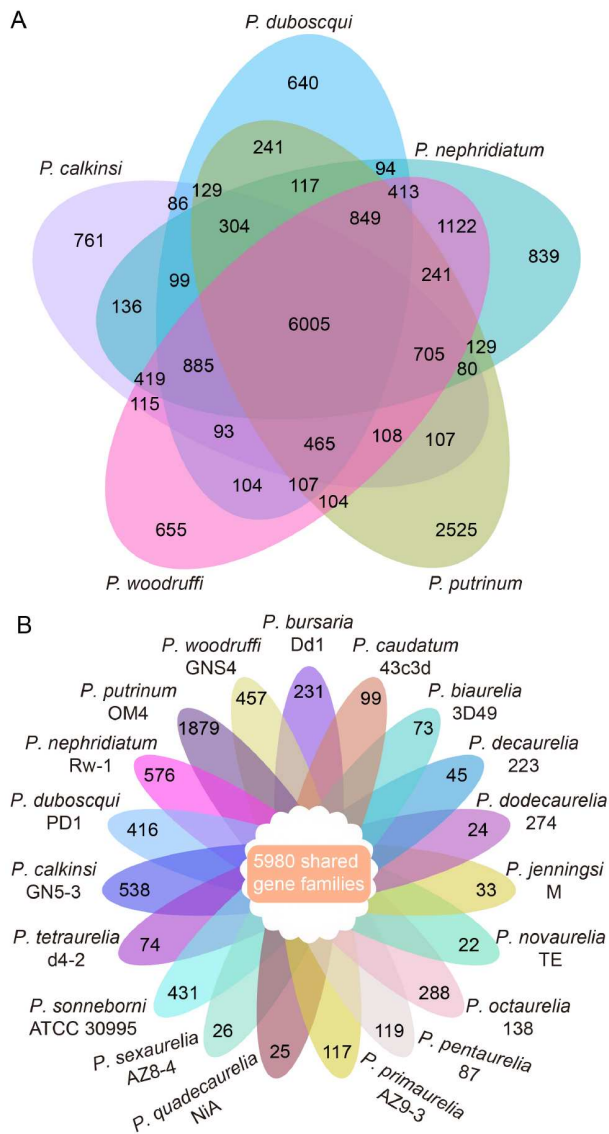 A
P. duboscqui
640
P. nephridiatum
P. calkinsi
241
94
129
117
413
86
304
849
1122
761
241
839
99
136
6005
129
705
80
885
419
115
93
465
108
107
104
107
104
655
2525
P. woodruffi
P. putrinum
B
P. bursaria
Dd1
P. woodruffi
GNS4
P. caudatum
43c3d
P. putrinum
OM4
P. biaurelia
3D49
231
457
99
1879
73
P. nephridiatum
Rw-1
P. decaurelia
223
576
45
P. duboscqui
PD1
P. dodecaurelia
274
416
24
5980 shared
gene families
P. calkinsi
GN5-3
P. jenningsi
M
538
33
P. tetraurelia
d4-2
P. novaurelia
TE
74
22
P. sonneborni
ATCC 30995
P. octaurelia
138
431
288
26
25
117
119
P. sexaurelia
AZ8-4
P. pentaurelia
87
P. quadecaurelia
NiA
P. primaurelia
AZ9-3